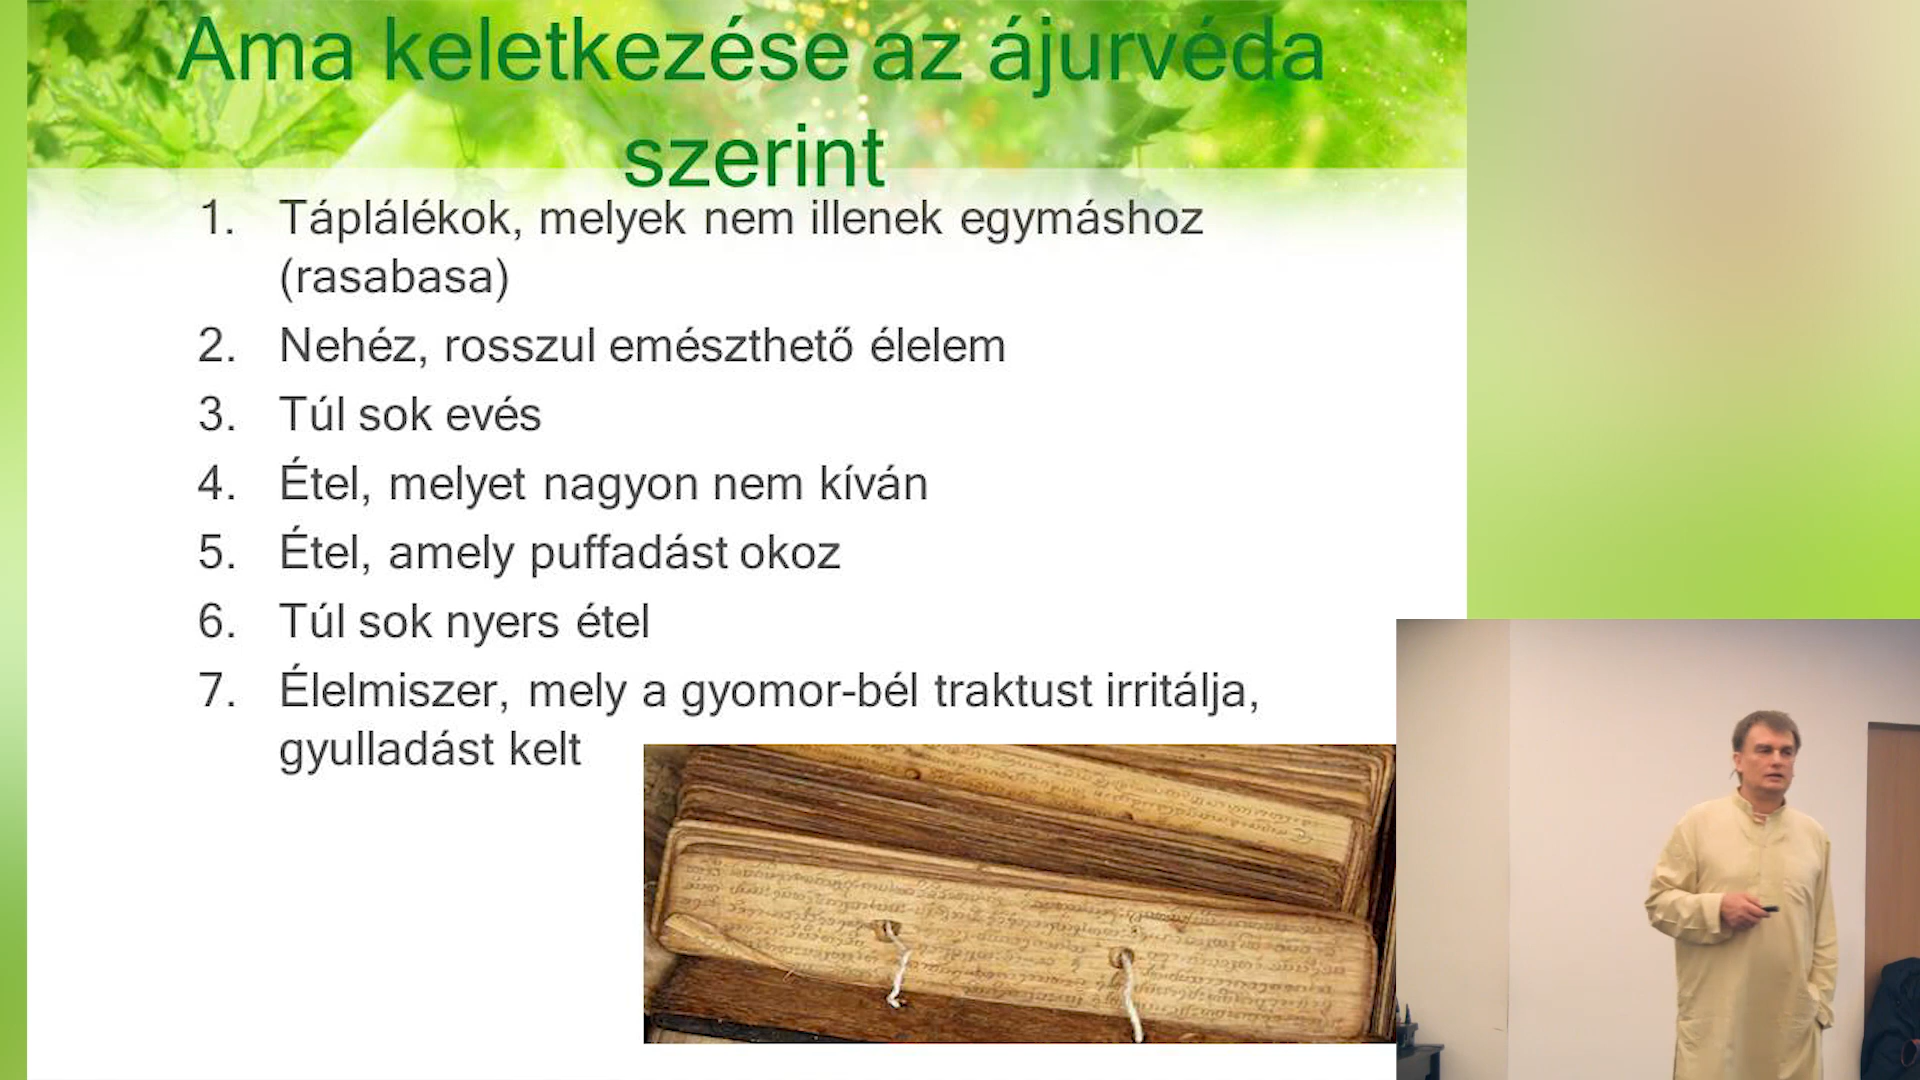 Ama keletkezése az ájurvéda
szerint
1. Táplálékok, melyek nem illenek egymáshoz
(rasabasa)
2. Nehéz, rosszul emészthető élelem
3. Túl sok evés
4. Étel, melyet nagyon nem kíván
5. Étel, amely puffadást okoz
6. Túl sok nyers étel
7. Élelmiszer, mely a gyomor-bél traktust irritálja,
gyulladást kelt